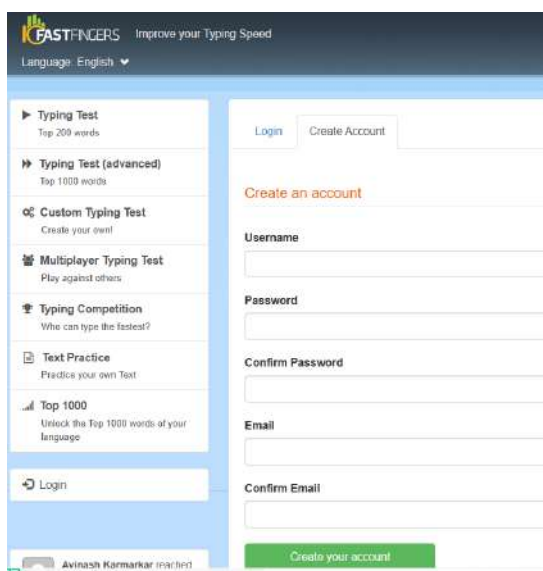 10FASTFINGERS Improve your Typing Speed
Language: English
Typing Test
Top 200 words
Typing Test (advanced)
Top 1000 words
Custom Typing Test
Create your own!
Multiplayer Typing Test
Play against others
Typing Competition
Who can type the fastest?
Text Practice
Practice your own Text
Top 1000
Unlock the Top 1000 words of your
language
Login
Avinash Karmarkar reached
Login Create Account
Create an account
Username
Password
Confirm Password
Email
Confirm Email
Create your account